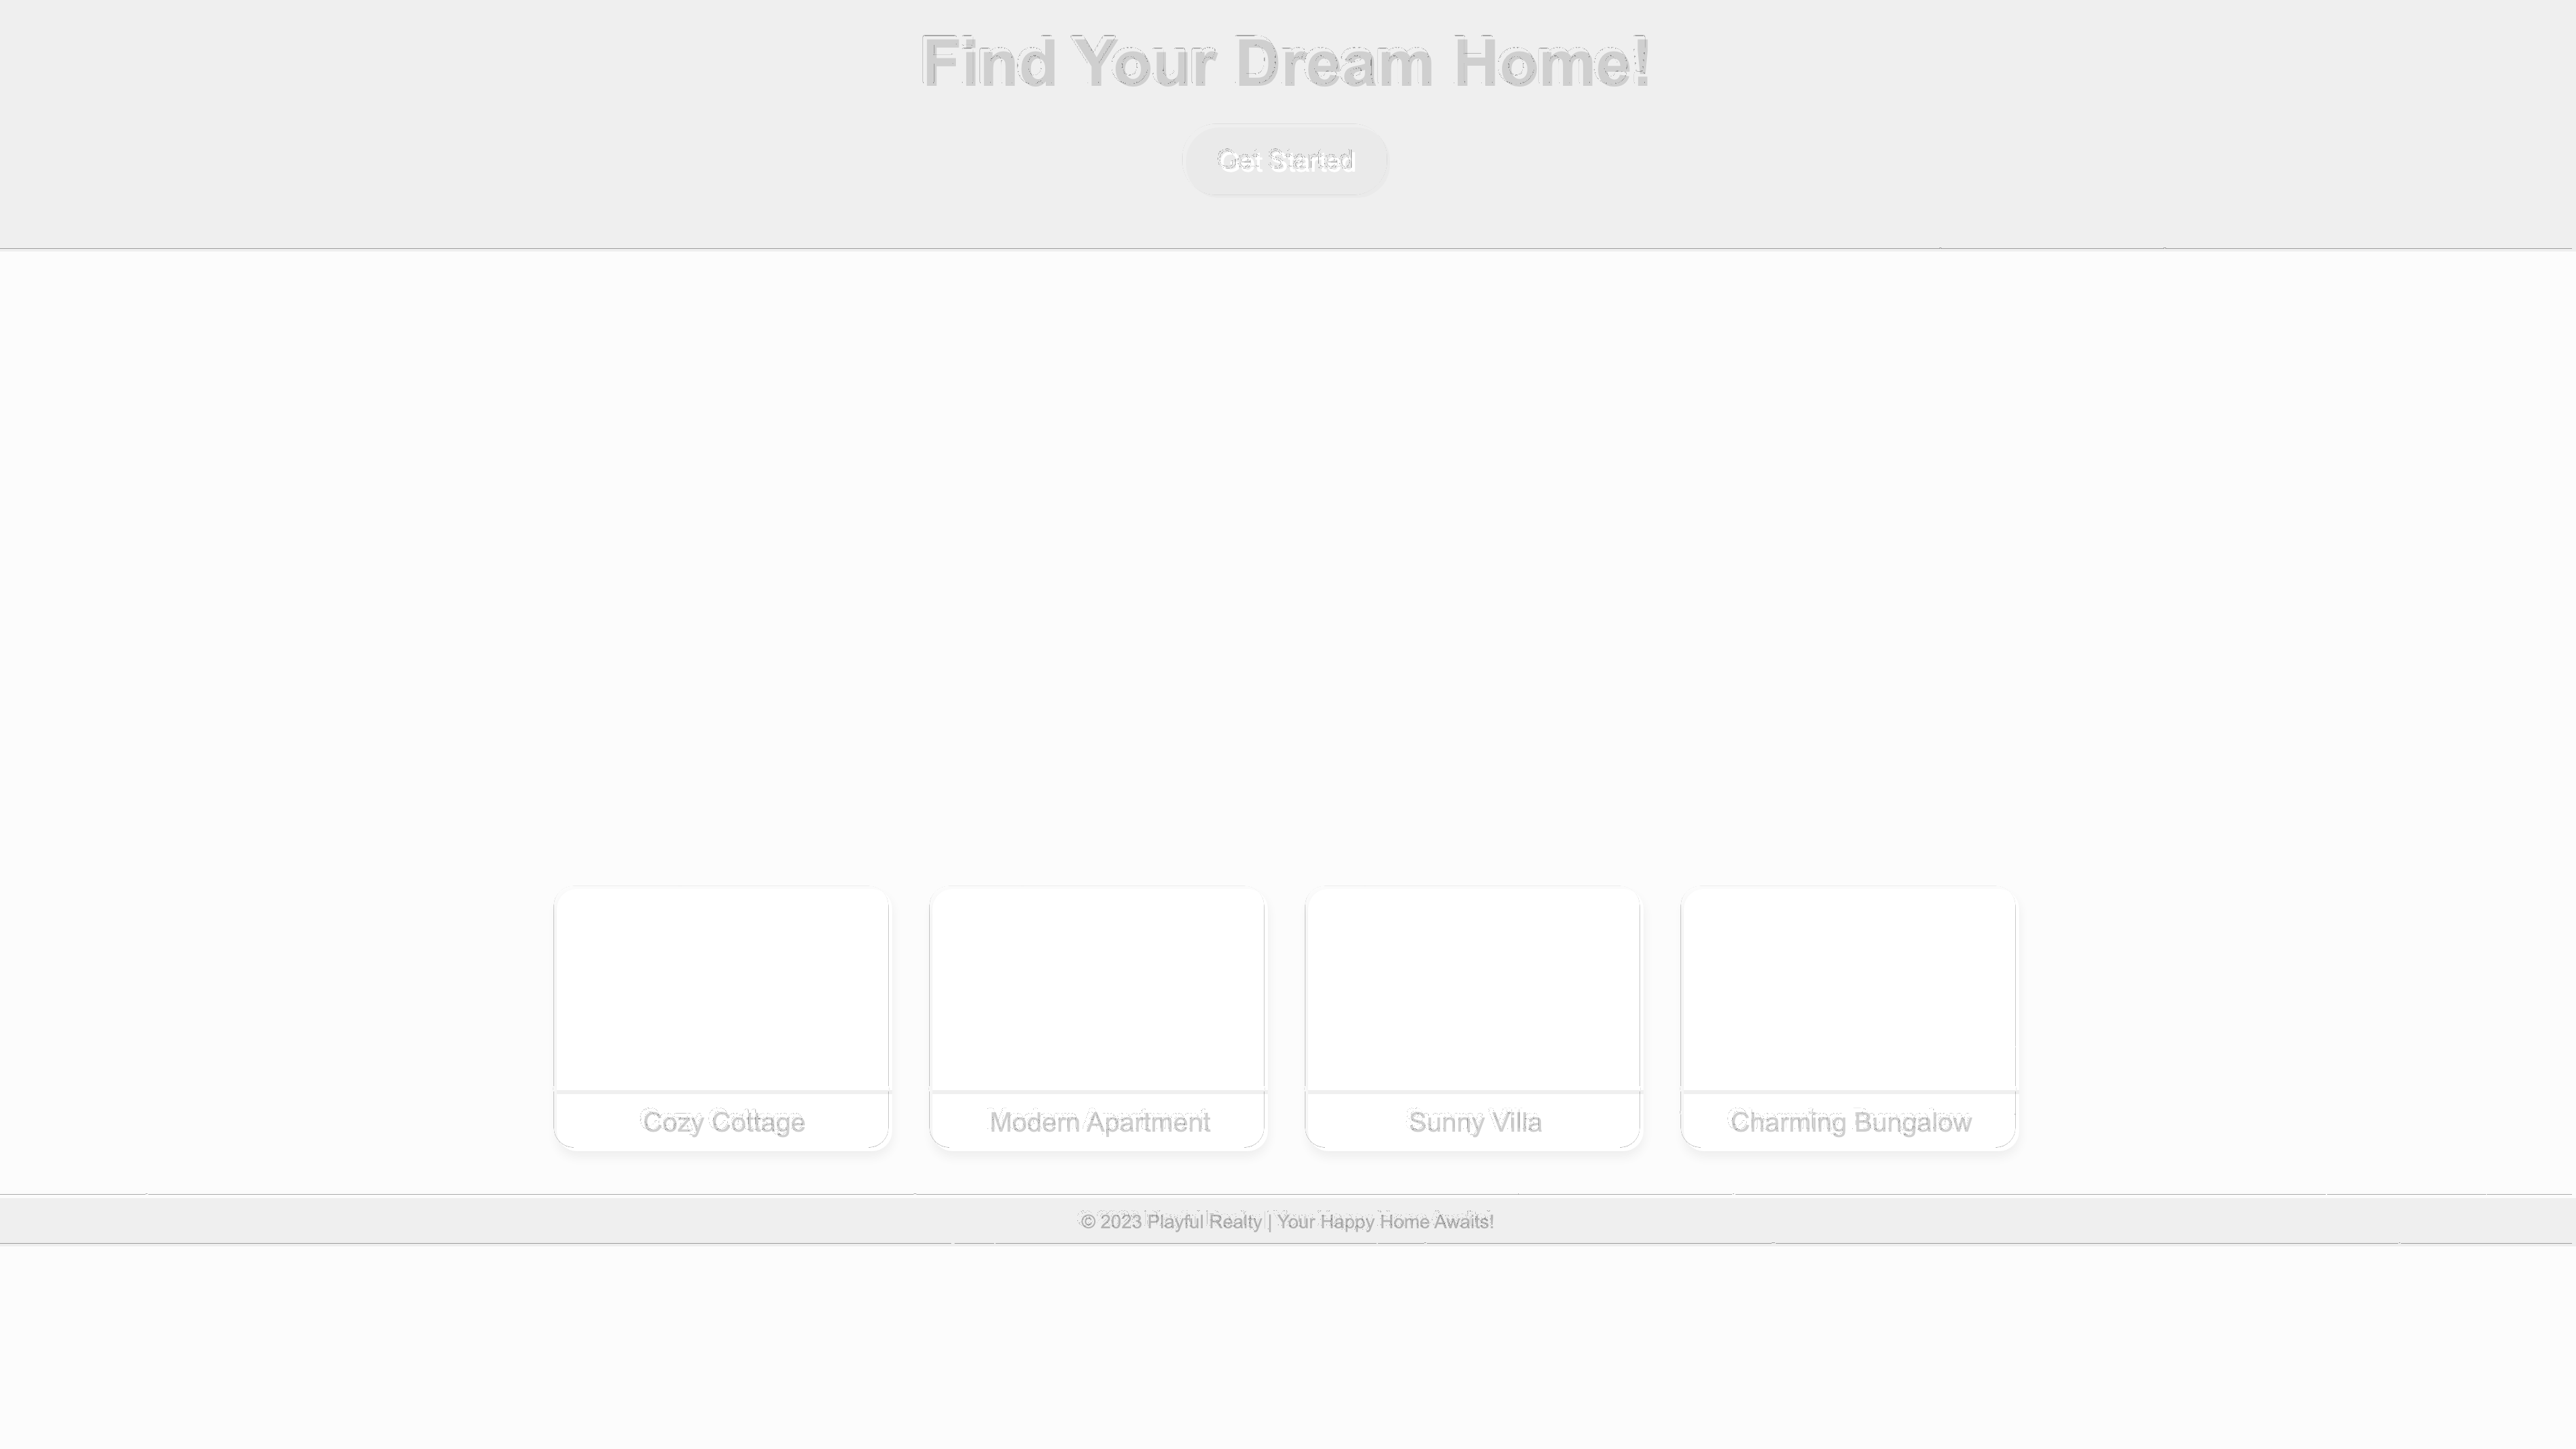 Find Your Dream Home!
Get Started
Cozy Cottage
Modern Apartment
Sunny Villa
Charming Bungalow
© 2023 Playful Realty | Your Happy Home Awaits!